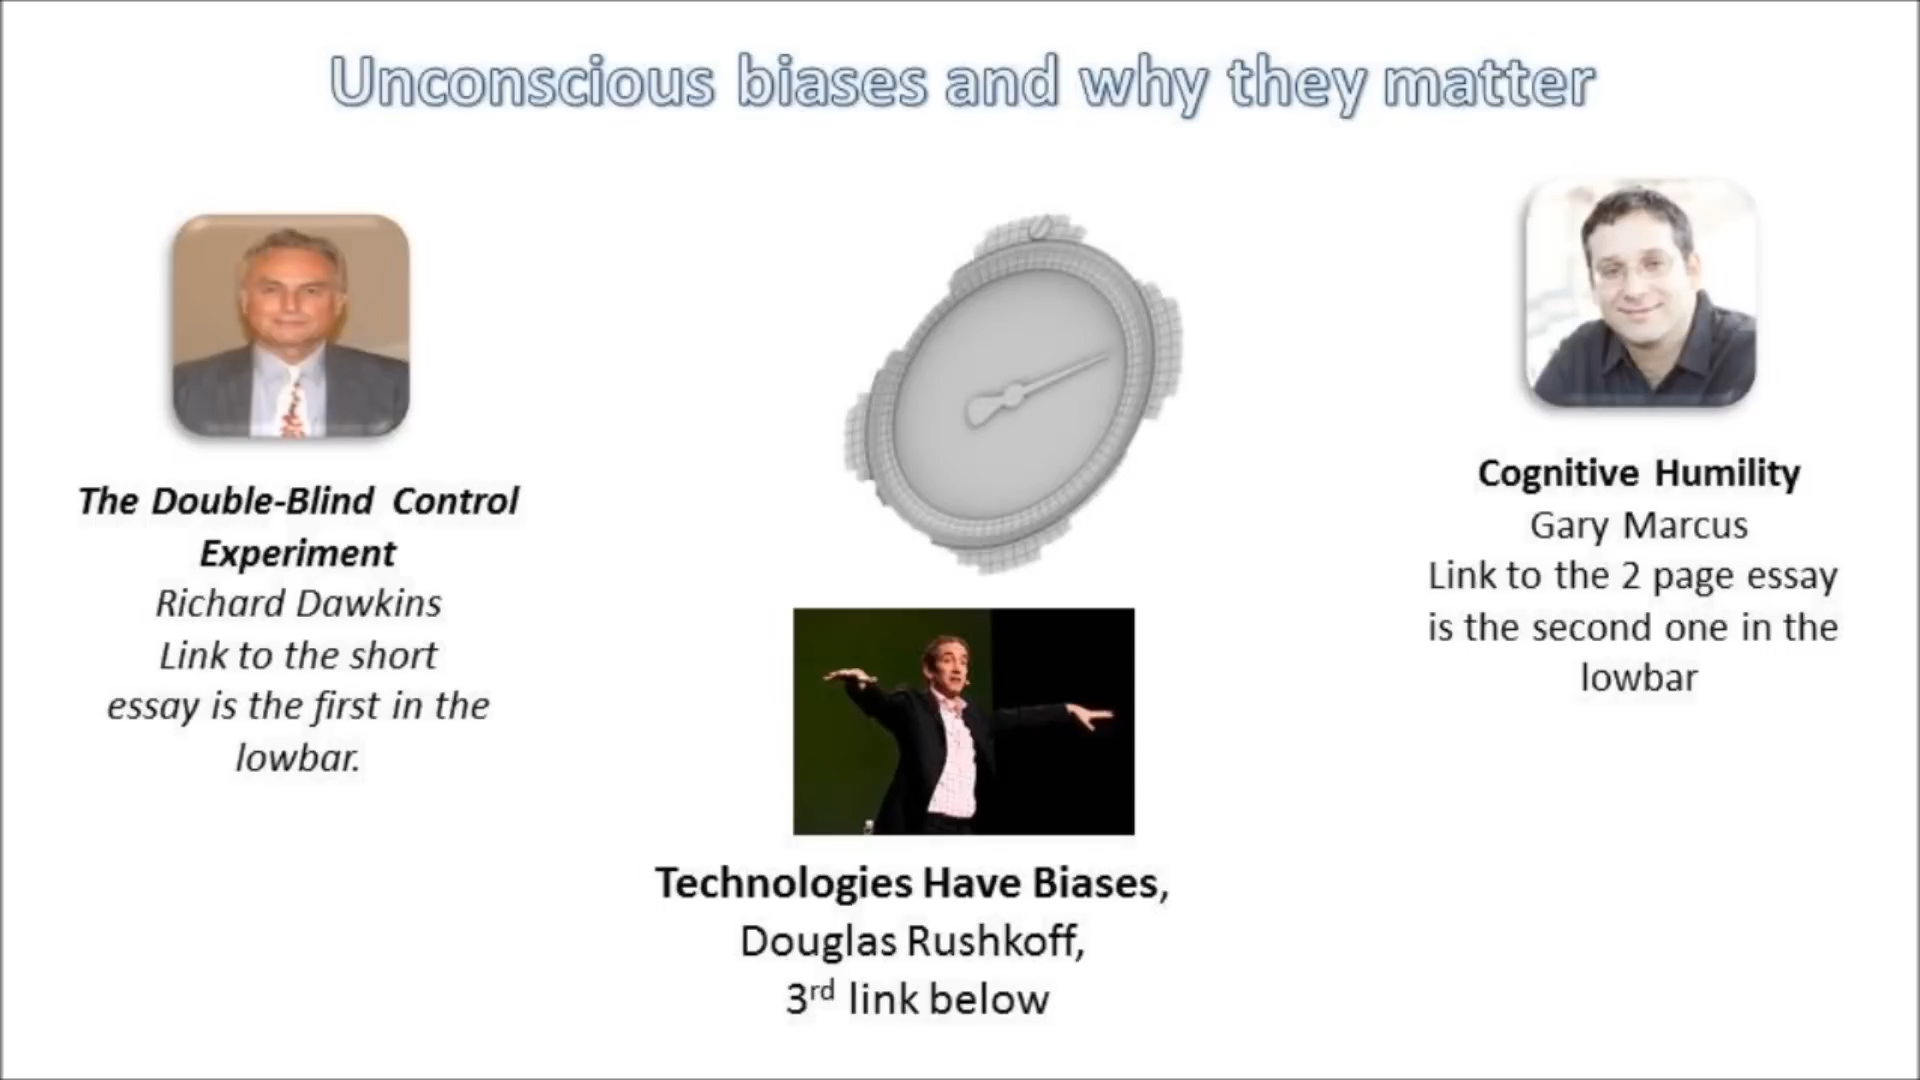 Unconscious biases and why they matter
The Double-Blind Control
Experiment
Richard Dawkins
Link to the short
essay is the first in the
lowbar.
Technologies Have Biases,
Douglas Rushkoff,
3rd link below
Cognitive Humility
Gary Marcus
Link to the 2 page essay
is the second one in the
lowbar